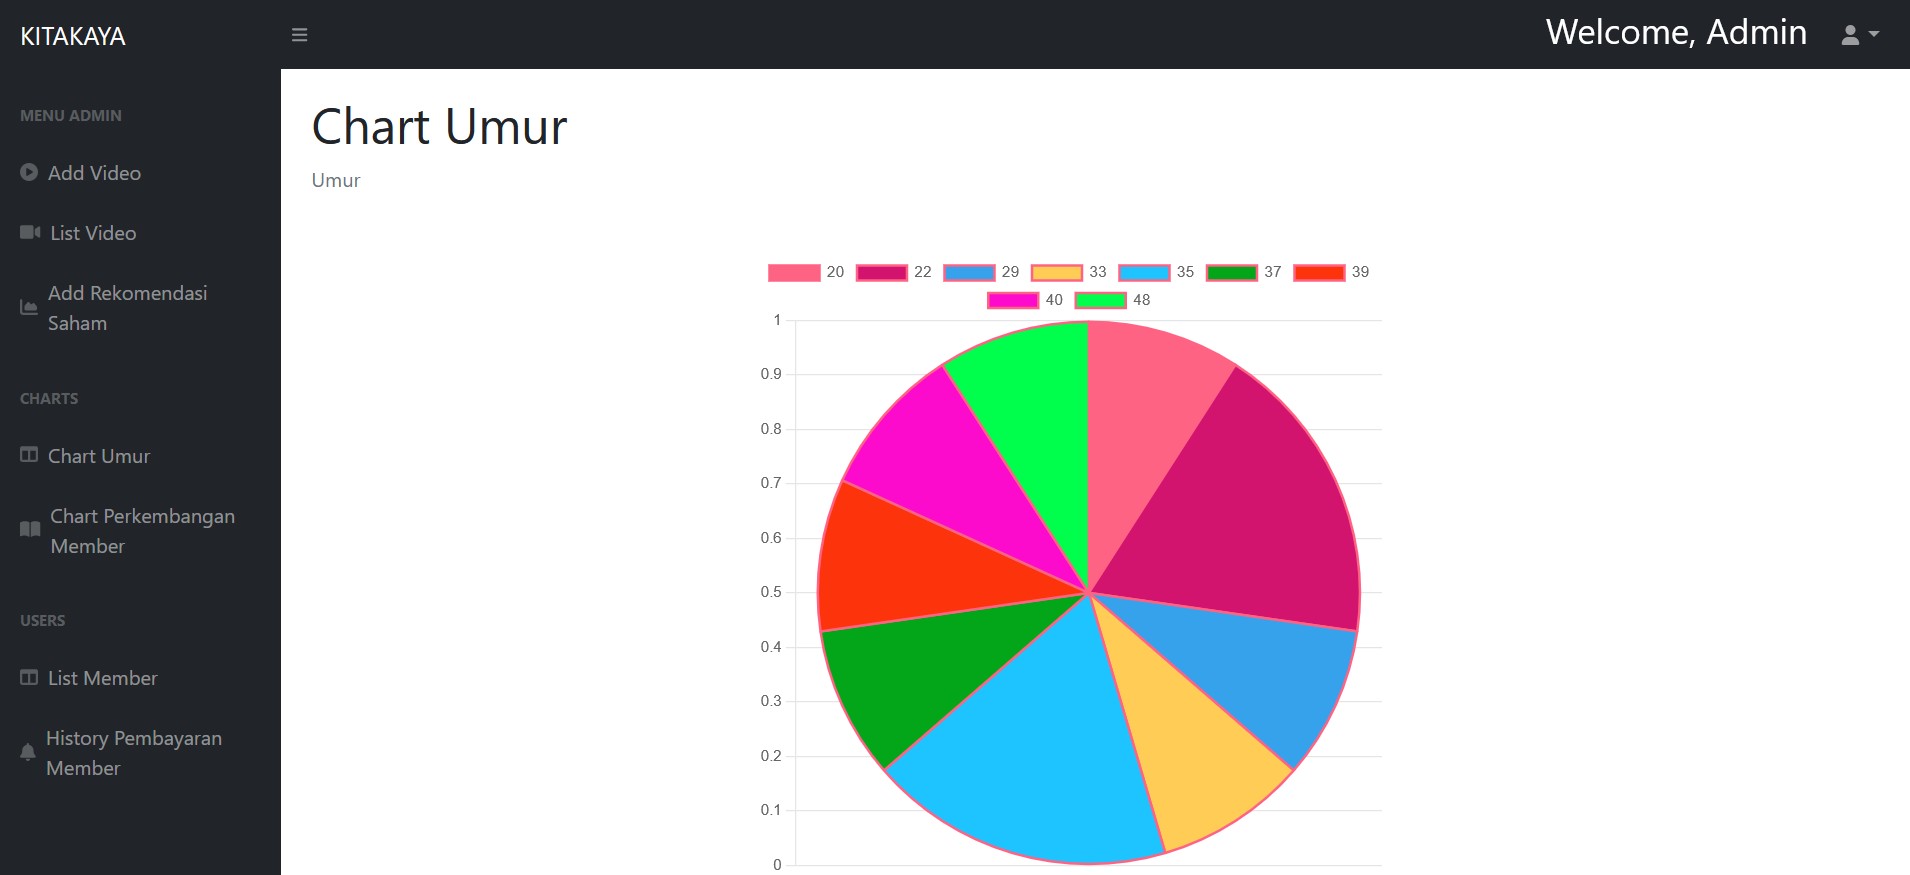 KITAKAYA
Welcome, Admin
MENU ADMIN
Add Video
List Video
Add Rekomendasi
Saham
CHARTS
Chart Umur
Chart Perkembangan
Member
USERS
List Member
History Pembayaran
Member
Chart Umur
Umur
20 22 29 33 35 37 39
40 48
1
0.9
0.8
0.7
0.6
0.5
0.4
0.3
0.2
0.1
0